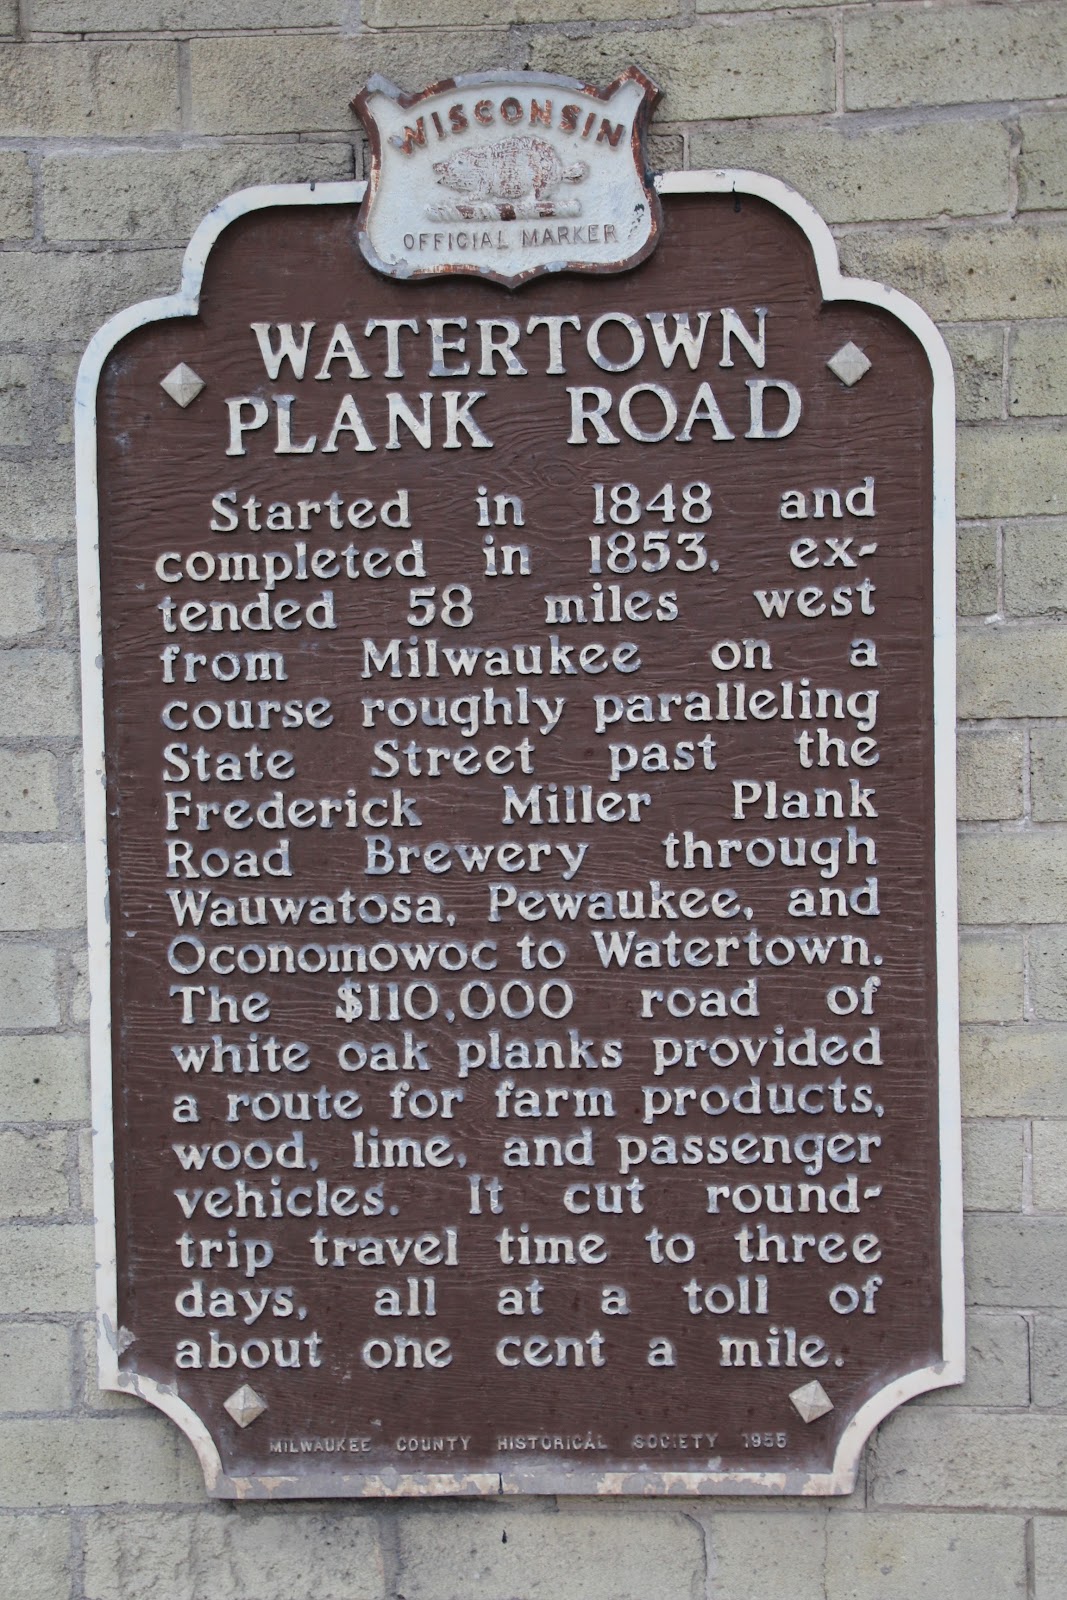 WISCONSIN
OFFICIAL MARKER
WATERTOWN
PLANK ROAD
Started in 1848 and
completed in 1853, ex-
tended 58 miles west
from Milwaukee on a
course roughly paralleling
State Street past the
Frederick Miller Plank
Road Brewery through
Wauwatosa, Pewaukee, and
Oconomowoc to Watertown.
The $110,000 road of
white oak planks provided
a route for farm products,
wood, lime, and passenger
vehicles. It cut round-
trip travel time to three
days, all at a toll of
about one cent a mile.
MILWAUKEE COUNTY HISTORICAL SOCIETY 1955